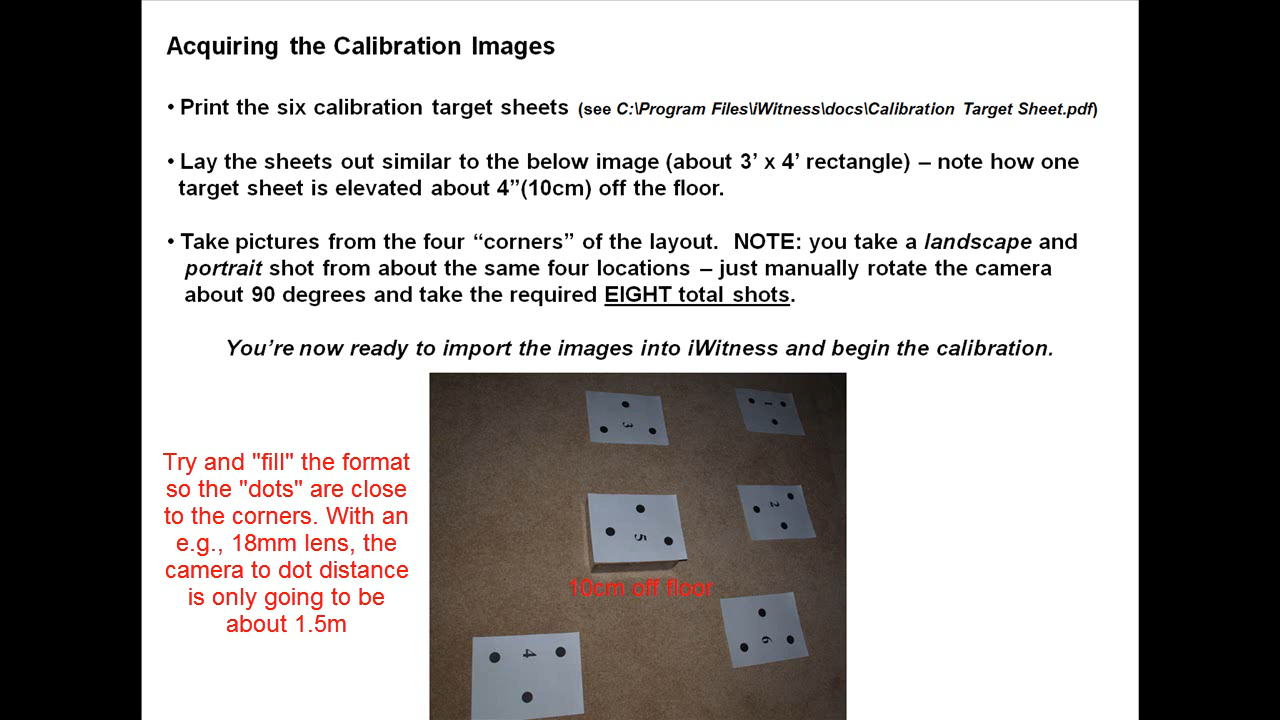 Acquiring the Calibration Images
• Print the six calibration target sheets (see C:\Program Files\iWitness\docs\Calibration Target Sheet.pdf)
• Lay the sheets out similar to the below image (about 3’ x 4’ rectangle) – note how one
target sheet is elevated about 4”(10cm) off the floor.
• Take pictures from the four “corners” of the layout. NOTE: you take a landscape and
portrait shot from about the same four locations – just manually rotate the camera
about 90 degrees and take the required EIGHT total shots.
You’re now ready to import the images into iWitness and begin the calibration.
Try and "fill" the format
so the "dots" are close
to the corners. With an
e.g., 18mm lens, the
camera to dot distance
is only going to be
about 1.5m
3
1
2
5
10cm off floor
6
4